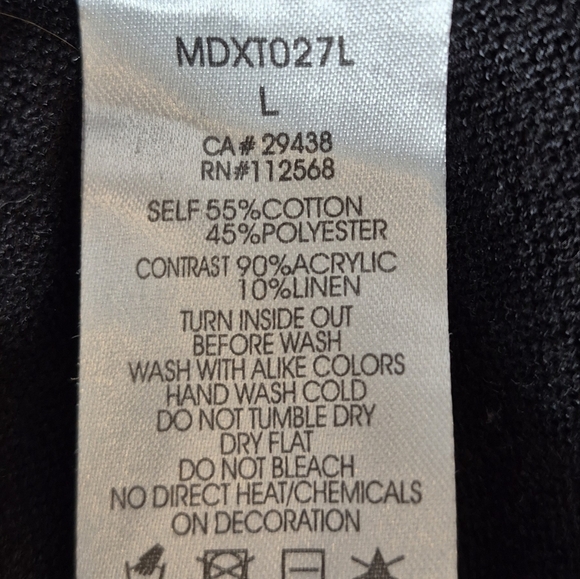 MDXT027L
L
CA# 29438
RN#112568
SELF 55%COTTON
45%POLYESTER
CONTRAST 90%ACRYLIC
10%LINEN
TURN INSIDE OUT
BEFORE WASH
WASH WITH ALIKE COLORS
HAND WASH COLD
DO NOT TUMBLE DRY
DRY FLAT
DO NOT BLEACH
NO DIRECT HEAT/CHEMICALS
ON DECORATION